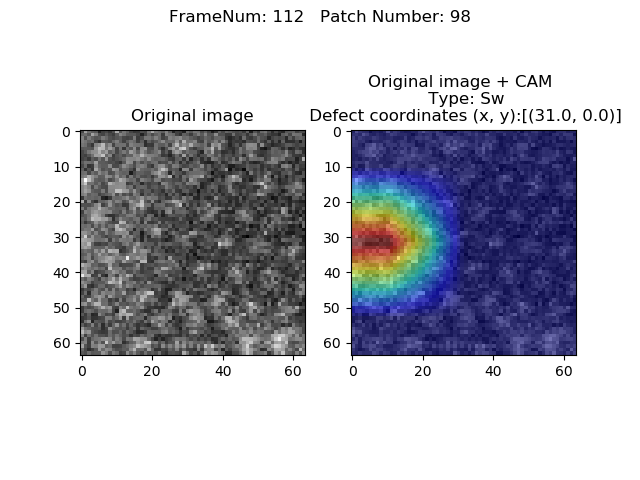 FrameNum: 112   Patch Number: 98
Original image
Original image + CAM
Type: Sw
Defect coordinates (x, y):[(31.0, 0.0)]
0
10
20
30
40
50
60
0 20 40 60
0
10
20
30
40
50
60
0 20 40 60